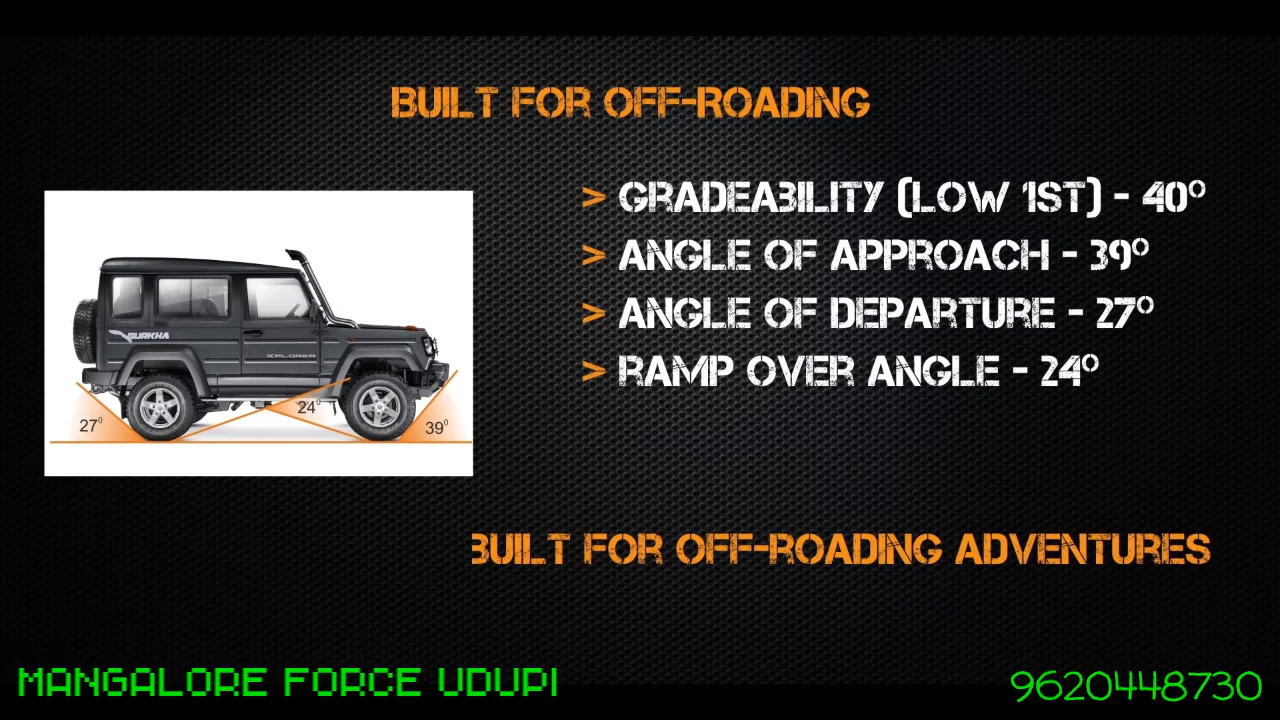 BUILT FOR OFF-ROADING
> GRADEABILITY (LOW 1ST) - 40°
> ANGLE OF APPROACH - 39°
> ANGLE OF DEPARTURE - 27°
> RAMP OVER ANGLE - 24°
GURKHA
XPLORER
27° 24° 39°
BUILT FOR OFF-ROADING ADVENTURES
MANGALORE FORCE UDUPI 9620448730